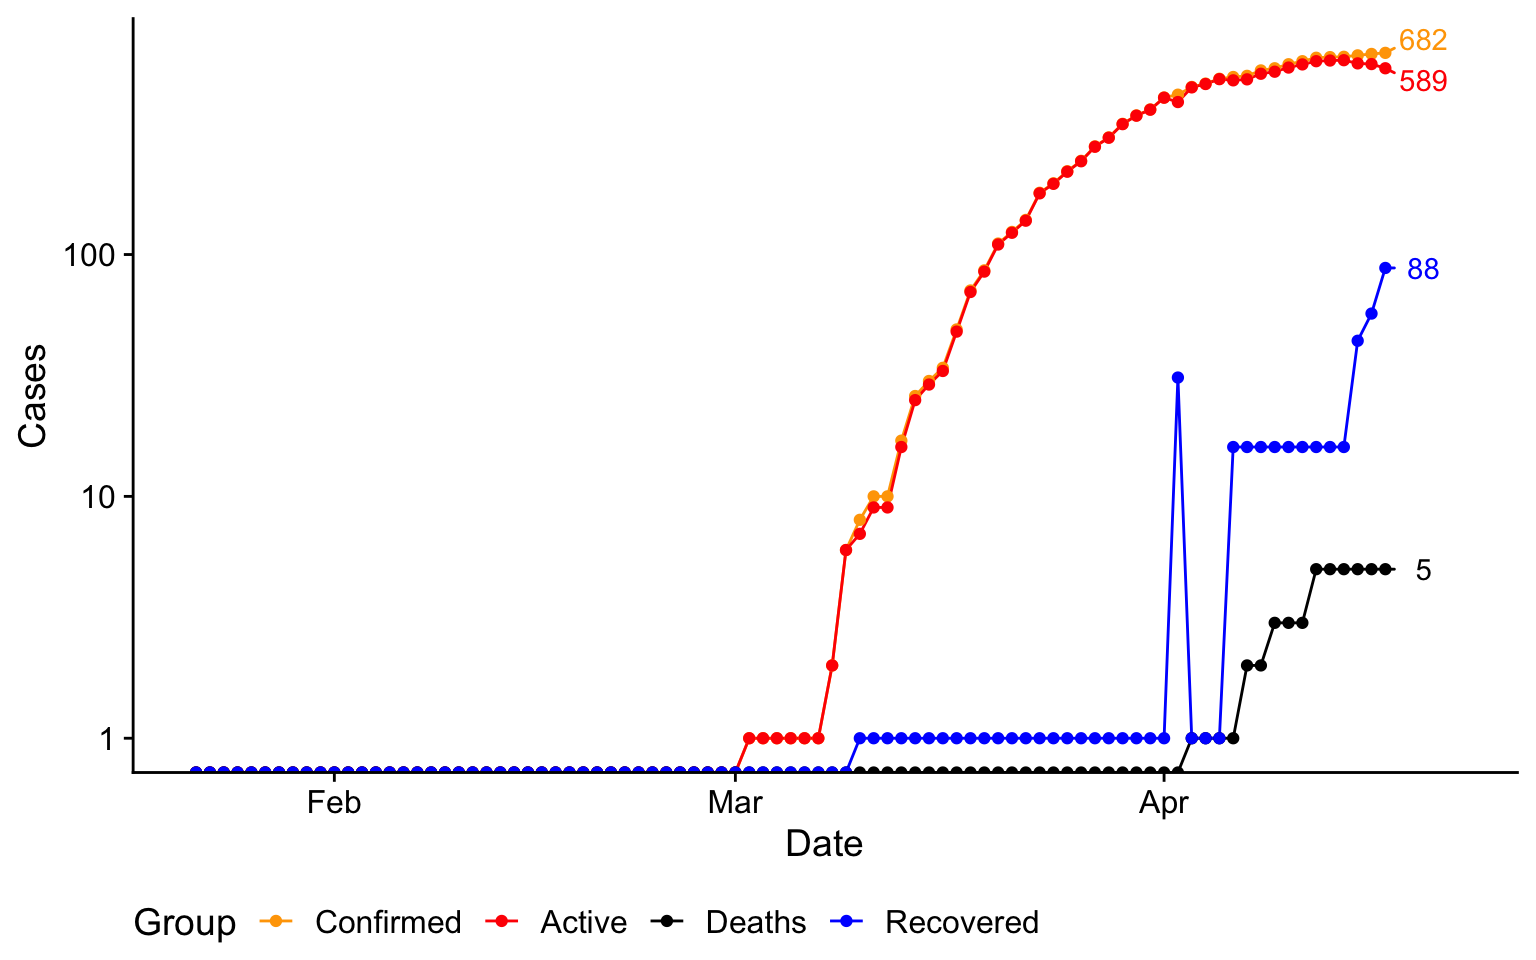 682
589
100
88
Cases
10
5
1
Feb Mar Apr
Date
Group Confirmed Active Deaths Recovered